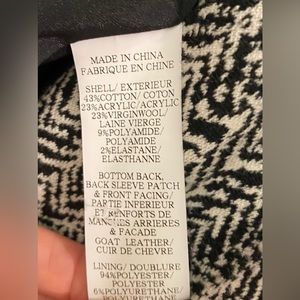 MADE IN CHINA
FABRIQUE EN CHINE
SHELL/ EXTERIEUR
43%COTTON/ COTON
23%ACRYLIC/ACRYLIC
23%VIRGINWOOL/
LAINE VIERGE
9%POLYAMIDE/
POLYAMIDE
2%ELASTANE/
ELASTHANNE
BOTTOM BACK,
BACK SLEEVE PATCH
& FRONT FACING/
PARTIE INFERIEUR
ET RENFORTS DE
MANCHES ARRIERES
& FACADE
GOAT LEATHER/
CUIR DE CHEVRE
LINING/ DOUBLURE
94%POLYESTER/
POLYESTER
6%POLYURETHANE/
POLYURETHANE